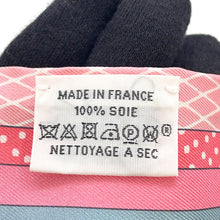 MADE IN FRANCE
100% SOIE
P W ®
NETTOYAGE A SEC